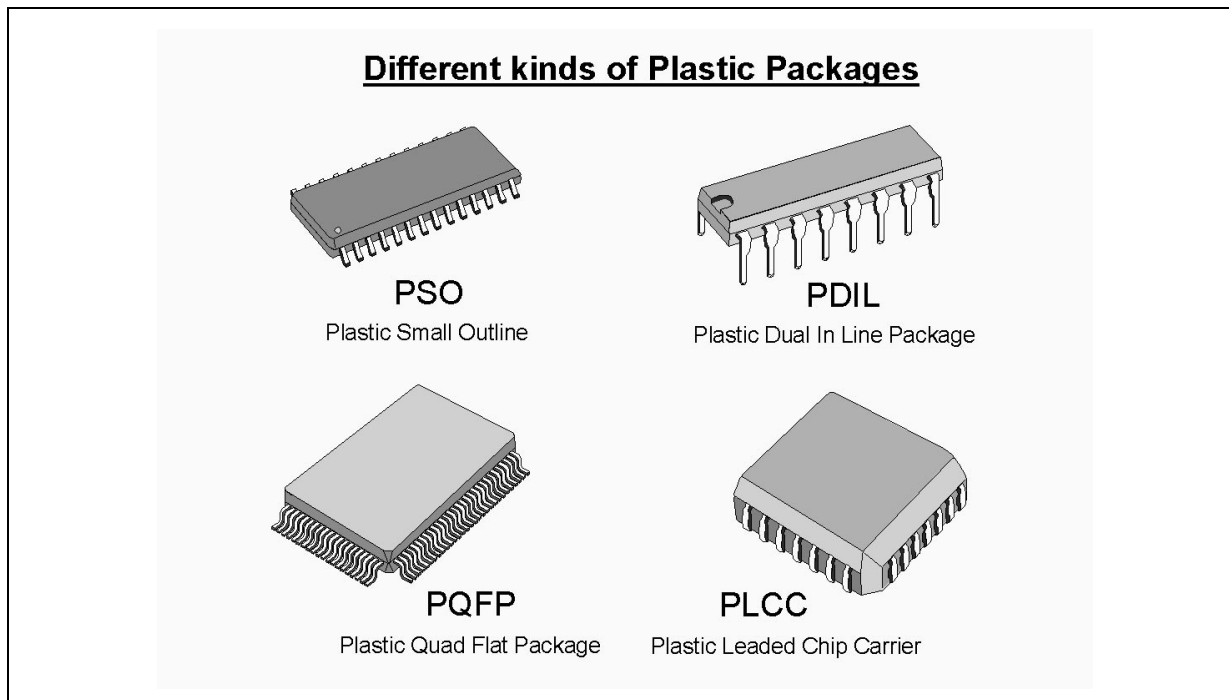 Different kinds of Plastic Packages
PSO
Plastic Small Outline
PDIL
Plastic Dual In Line Package
PQFP
Plastic Quad Flat Package
PLCC
Plastic Leaded Chip Carrier